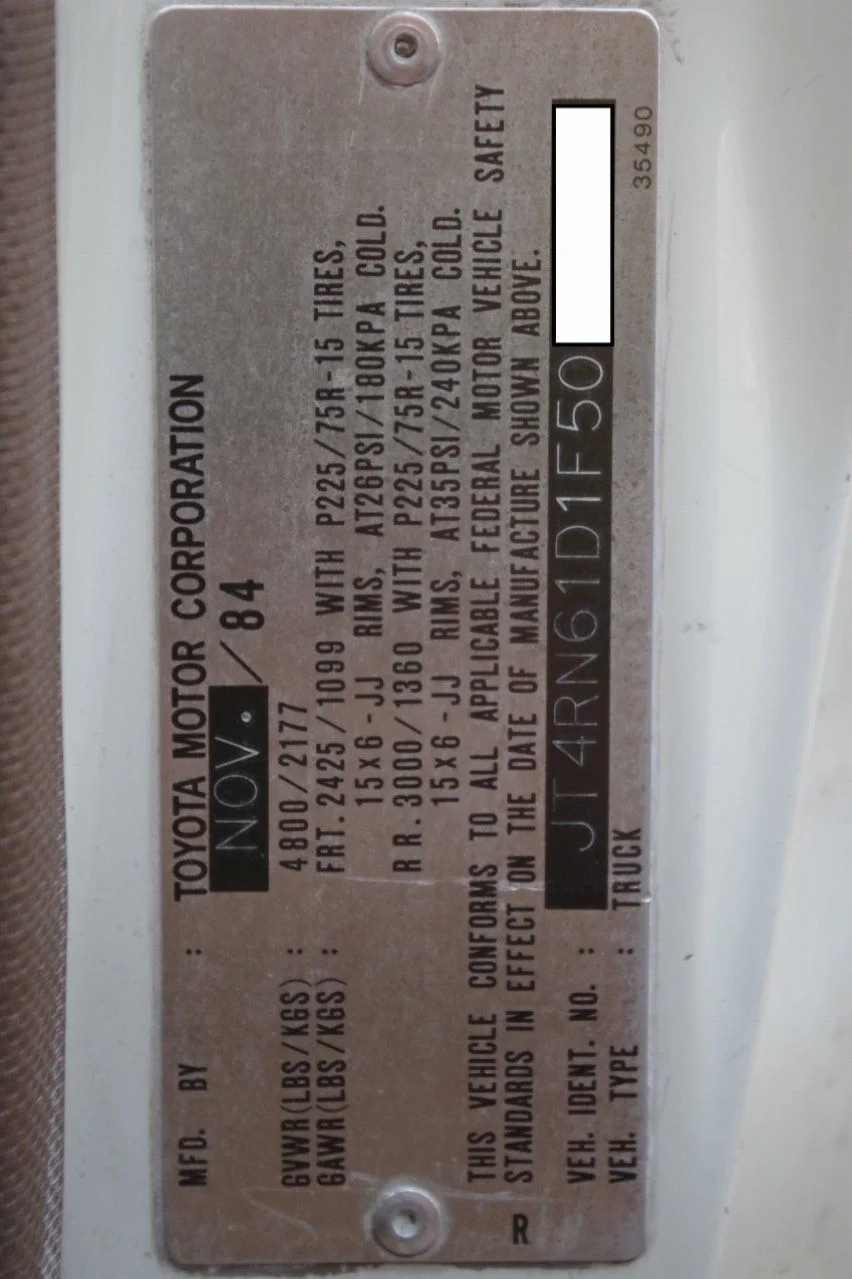 MFD. BY : TOYOTA MOTOR CORPORATION
NOV. / 84
GVWR(LBS/KGS) : 4800/2177
GAWR(LBS/KGS) : FRT. 2425/1099 WITH P225/75R-15 TIRES,
15x6-JJ RIMS, AT26PSI/180KPA COLD.
RR. 3000/1360 WITH P225/75R-15 TIRES,
15x6-JJ RIMS, AT35PSI/240KPA COLD.
THIS VEHICLE CONFORMS TO ALL APPLICABLE FEDERAL MOTOR VEHICLE SAFETY
STANDARDS IN EFFECT ON THE DATE OF MANUFACTURE SHOWN ABOVE.
R
VEH. IDENT. NO. : JT4RN61D1F50
VEH. TYPE : TRUCK
35490